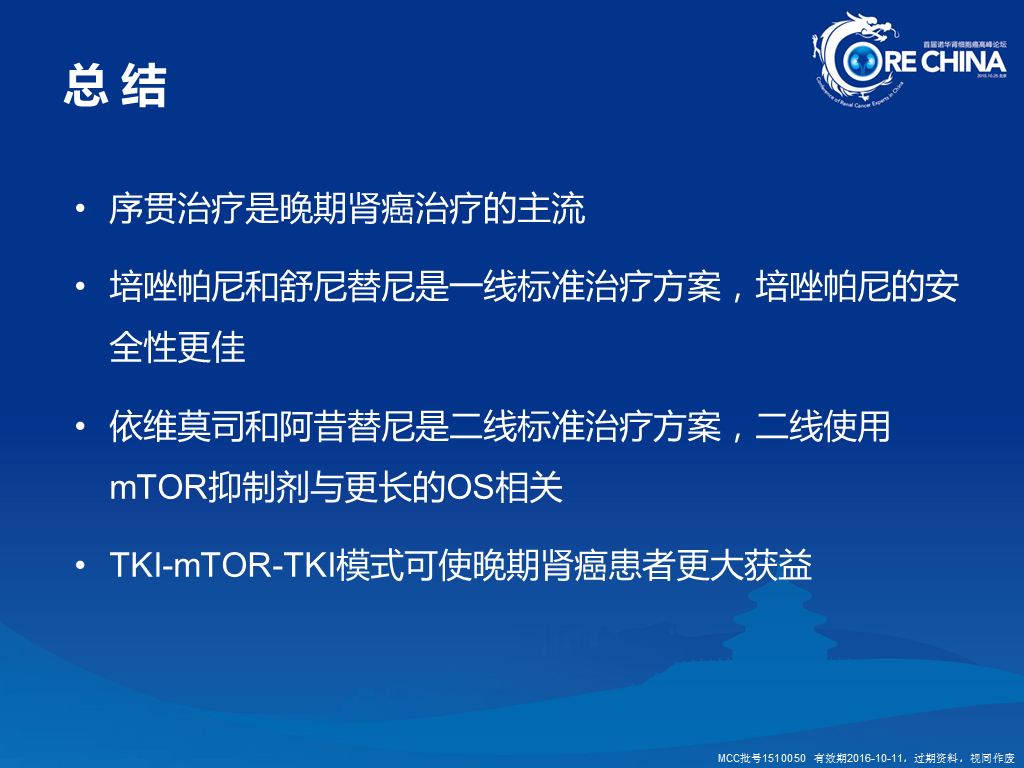 首届诺华肾细胞癌高峰论坛
CORE CHINA
2015.10.25 北京
Conference of Renal Cancer Experts in China
总 结
• 序贯治疗是晚期肾癌治疗的主流
• 培唑帕尼和舒尼替尼是一线标准治疗方案，培唑帕尼的安
全性更佳
• 依维莫司和阿昔替尼是二线标准治疗方案，二线使用
mTOR抑制剂与更长的OS相关
• TKI-mTOR-TKI模式可使晚期肾癌患者更大获益
MCC批号1510050 有效期2016-10-11，过期资料，视同作废